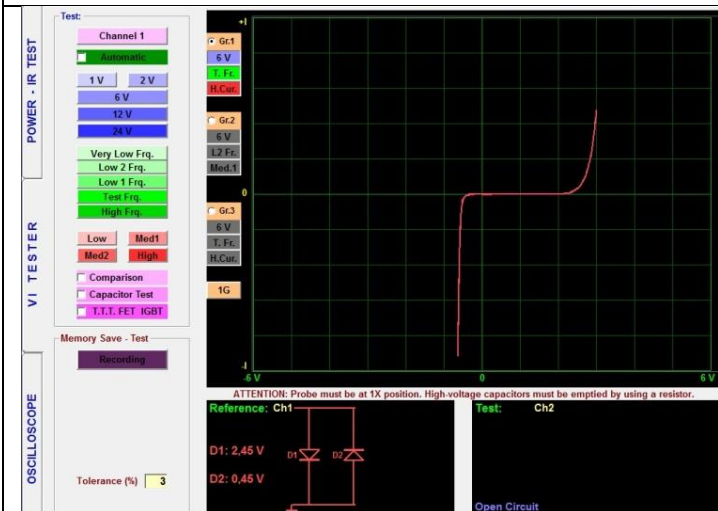 POWER - IR TEST
VI TESTER
OSCILLOSCOPE
Test:
Channel 1
Automatic
1 V
2 V
6 V
12 V
24 V
Very Low Frq.
Low 2 Frq.
Low 1 Frq.
Test Frq.
High Frq.
Low
Med1
Med2
High
Comparison
Capacitor Test
T.T.T. FET IGBT
Memory Save - Test
Recording
Tolerance (%) 3
Gr.1
6 V
T. Fr.
H.Cur.
Gr.2
6 V
L2 Fr.
Med.1
Gr.3
6 V
T. Fr.
H.Cur.
1G
+I
0
-I
-6 V
0
6 V
ATTENTION: Probe must be at 1X position. High-voltage capacitors must be emptied by using a resistor.
Reference: Ch1
D1: 2,45 V
D2: 0,45 V
D1
D2
Test: Ch2
Open Circuit